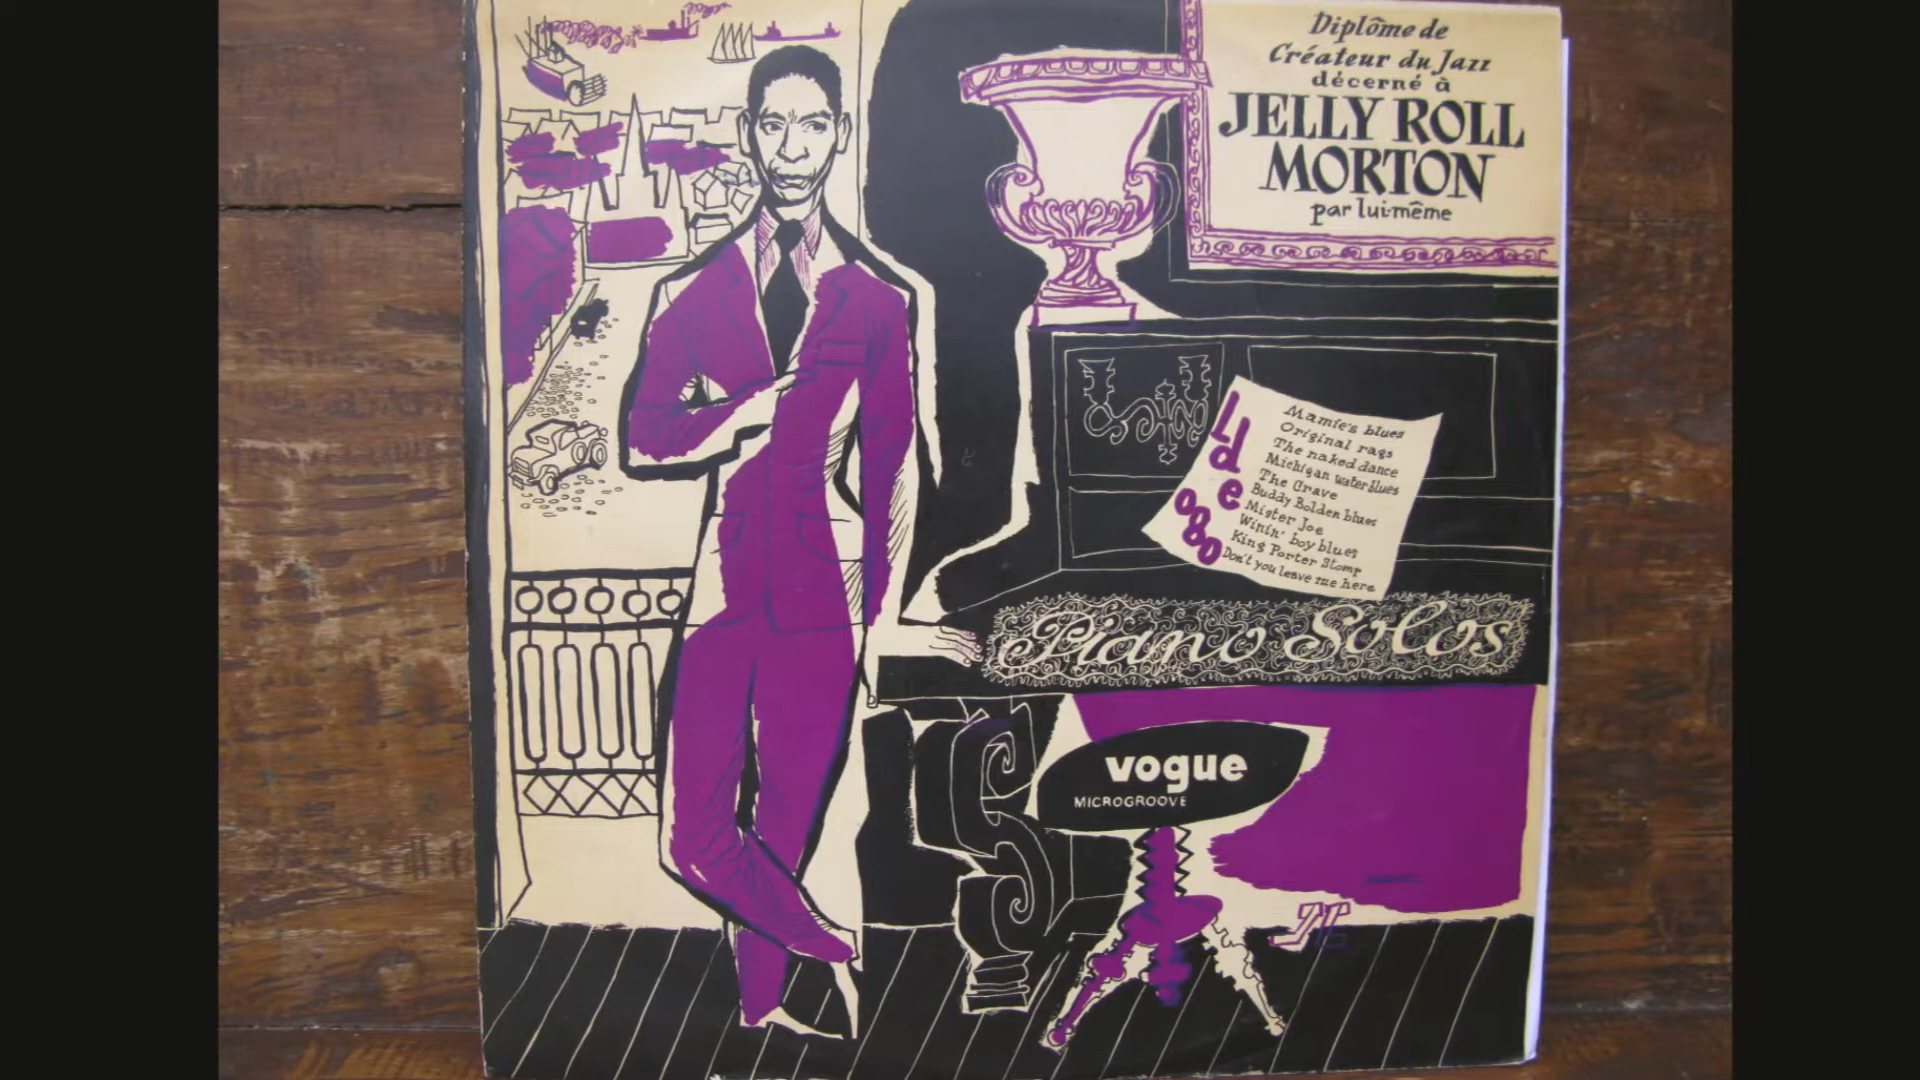 Diplôme de
Créateur du Jazz
décerné à
JELLY ROLL
MORTON
par lui-même
Ld
e
080
Mamie's blues
Original rags
The naked dance
Michigan water blues
The Crave
Buddy Bolden blues
Mister Joe
Winin' boy blues
King Porter Stomp
Don't you leave me here
Piano Solos
vogue
MICROGROOVE